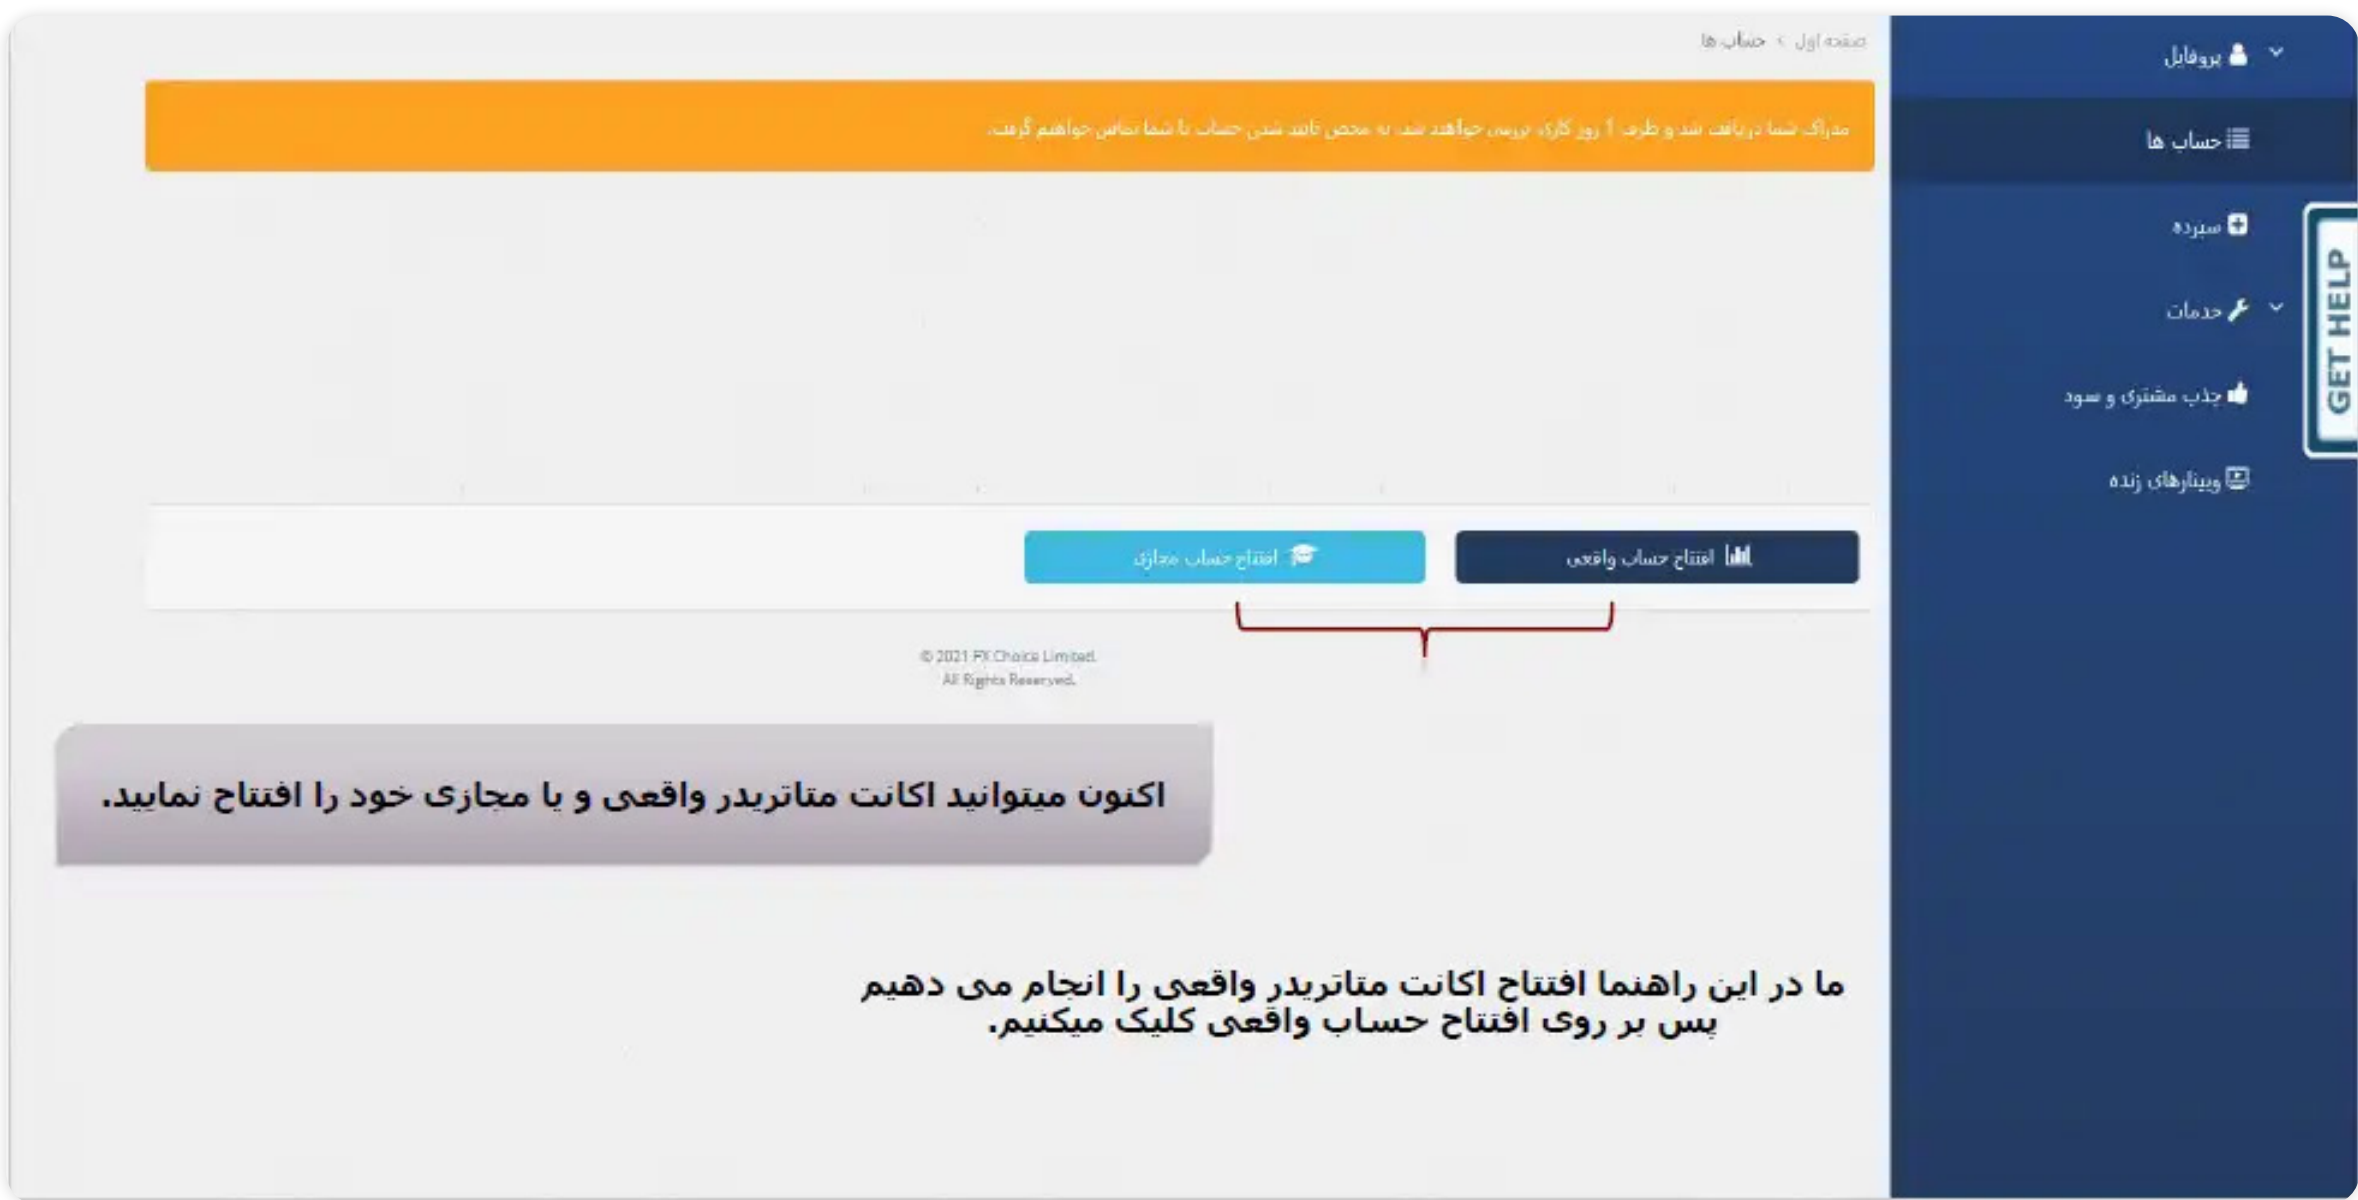 صفحه اول > حساب ها
پروفایل
حساب ها
سپرده
خدمات
جذب مشتری و سود
وبینارهای زنده
GET HELP
مدراک شما دریافت شد و ظرف 1 روز کاری بررسی خواهند شد. به محض تائید شدن حساب با شما تماس خواهیم گرفت.
افتتاح حساب واقعی
افتتاح حساب مجازی
© 2021 FX Choice Limited.
All Rights Reserved.
اکنون میتوانید اکانت متاتریدر واقعی و یا مجازی خود را افتتاح نمایید.
ما در این راهنما افتتاح اکانت متاتریدر واقعی را انجام می دهیم
پس بر روی افتتاح حساب واقعی کلیک میکنیم.